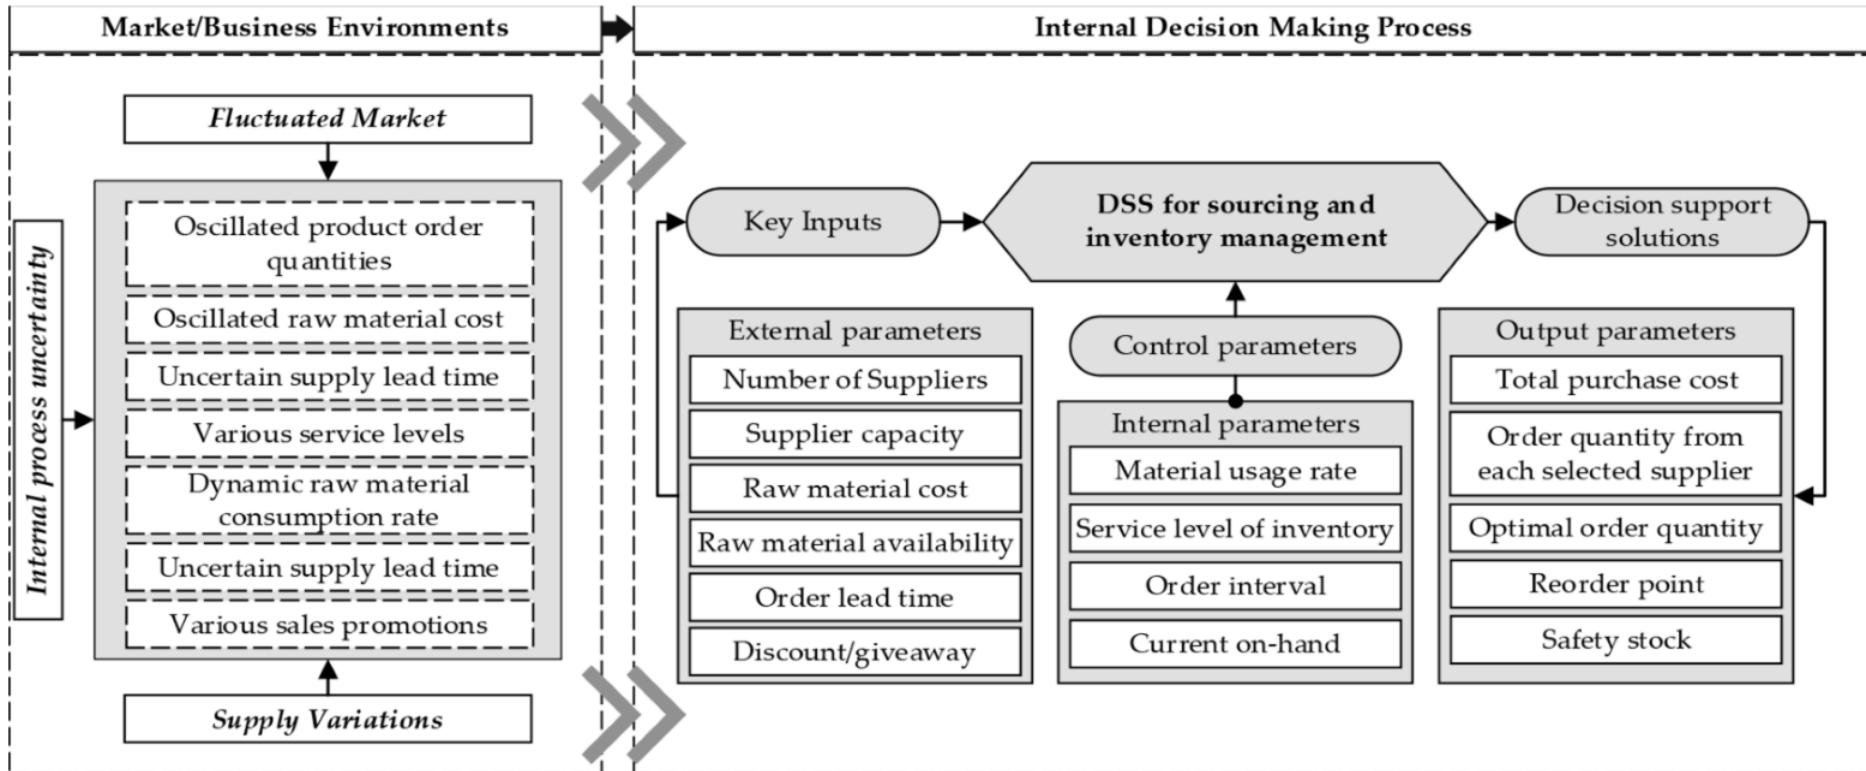 Market/Business Environments
Internal Decision Making Process
Fluctuated Market
Internal process uncertainty
Oscillated product order
quantities
Oscillated raw material cost
Uncertain supply lead time
Various service levels
Dynamic raw material
consumption rate
Uncertain supply lead time
Various sales promotions
Supply Variations
Key Inputs
DSS for sourcing and
inventory management
Decision support
solutions
External parameters
Number of Suppliers
Supplier capacity
Raw material cost
Raw material availability
Order lead time
Discount/giveaway
Control parameters
Internal parameters
Material usage rate
Service level of inventory
Order interval
Current on-hand
Output parameters
Total purchase cost
Order quantity from
each selected supplier
Optimal order quantity
Reorder point
Safety stock